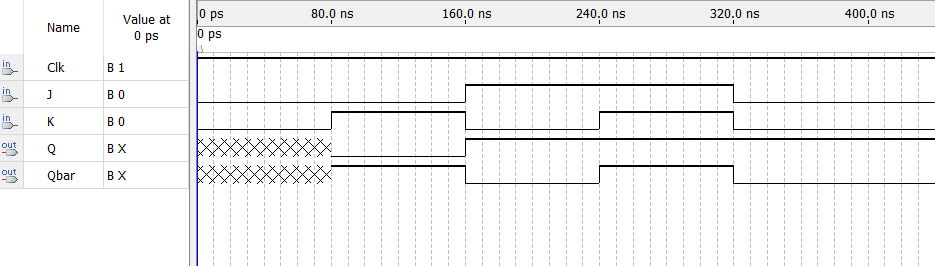 Name
Value at
0 ps
0 ps
80.0 ns
160.0 ns
240.0 ns
320.0 ns
400.0 ns
0 ps
in
Clk
B 1
in
J
B 0
in
K
B 0
out
Q
B X
out
Qbar
B X